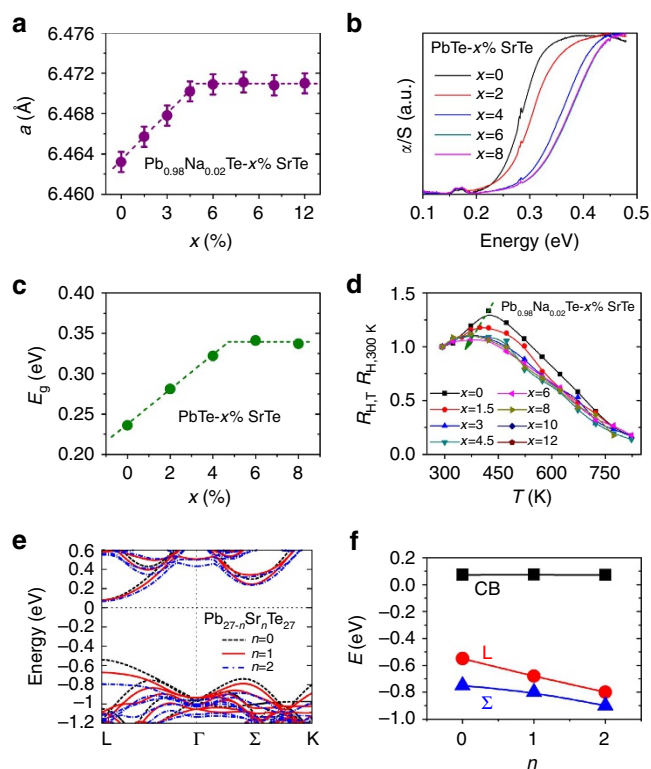 a
6.476
6.472
6.468
6.464
6.460
a (Å)
Pb0.98Na0.02Te-x% SrTe
0
2
3
4
6
6
6
12
x (%)
b
PbTe-x% SrTe
x=0
x=2
x=4
x=6
x=8
α/S (a.u.)
0.1
0.2
0.3
0.4
0.5
Energy (eV)
c
0.40
0.35
0.30
0.25
0.20
Eg (eV)
PbTe-x% SrTe
0
2
4
6
8
x (%)
d
1.5
1.0
0.5
0.0
RH,T RH,300 K
Pb0.98Na0.02Te-x% SrTe
x=0
x=1.5
x=3
x=4.5
x=6
x=8
x=10
x=12
300
450
600
750
T (K)
e
0.6
0.4
0.2
0
−0.2
−0.4
−0.6
−0.8
−1
−1.2
Energy (eV)
Pb27-nSrnTe27
n=0
n=1
n=2
L
Γ
Σ
K
f
0.2
0.0
−0.2
−0.4
−0.6
−0.8
−1.0
E (eV)
CB
L
Σ
0
1
2
n